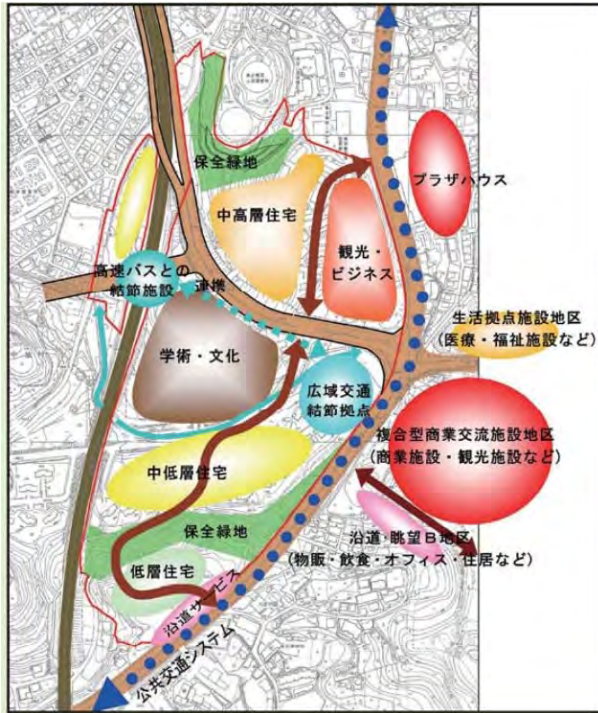 保全緑地
プラザハウス
中高層住宅
観光・
ビジネス
高速バスとの
結節施設
連携
生活拠点施設地区
(医療・福祉施設など)
学術・文化
広域交通
結節拠点
複合型商業交流施設地区
(商業施設・観光施設など)
中低層住宅
沿道・眺望B地区
(物販・飲食・オフィス・住居など)
保全緑地
低層住宅
沿道サービス
公共交通システム